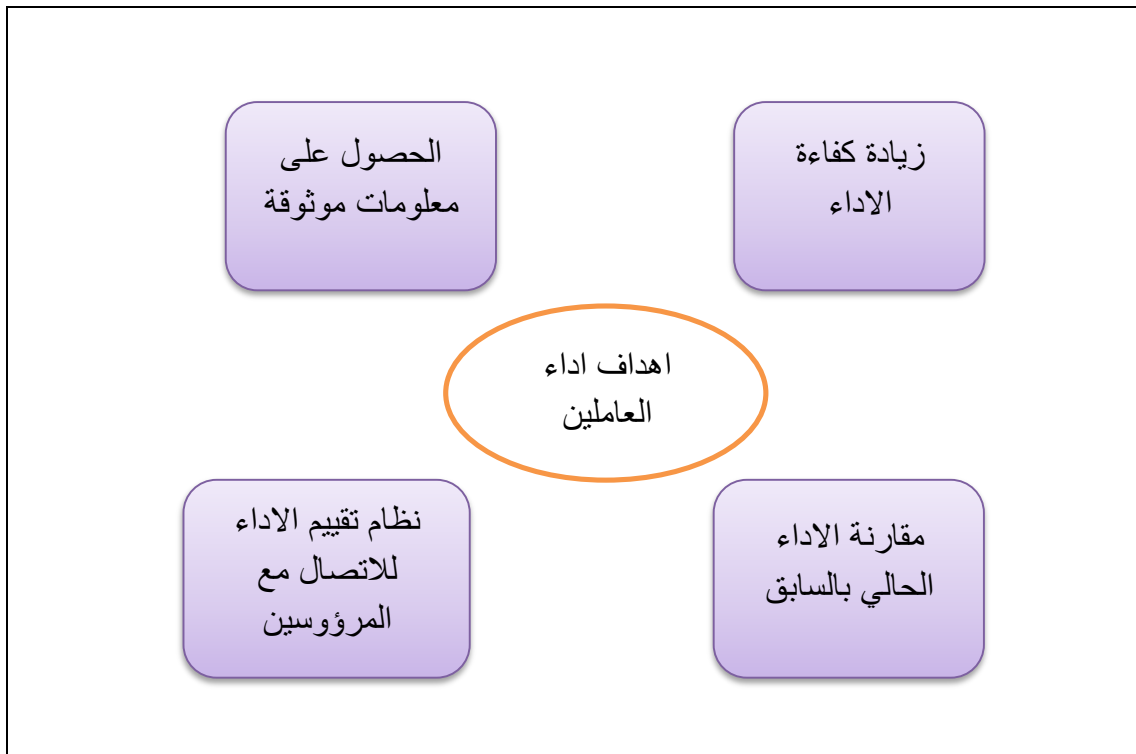 زيادة كفاءة
الاداء
الحصول على
معلومات موثوقة
اهداف اداء
العاملين
مقارنة الاداء
الحالي بالسابق
نظام تقييم الاداء
للاتصال مع
المرؤوسين